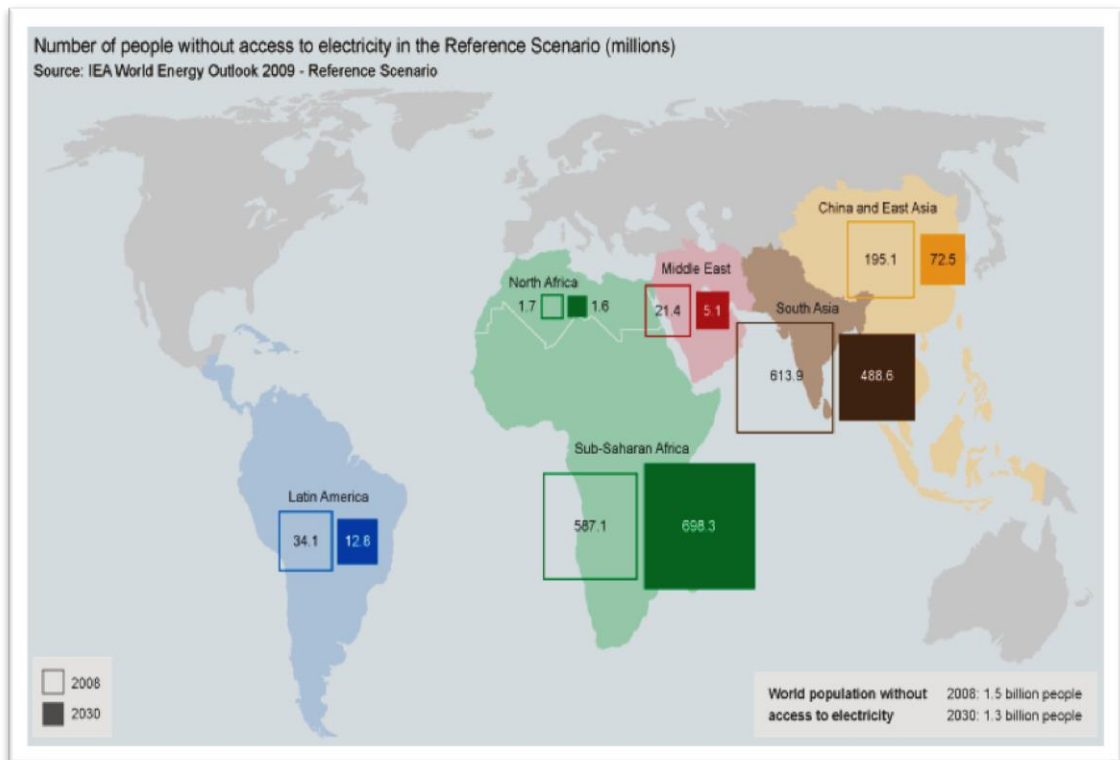 Number of people without access to electricity in the Reference Scenario (millions)
Source: IEA World Energy Outlook 2009 - Reference Scenario
China and East Asia
195.1 72.5
Middle East
21.4 5.1
North Africa
1.7 1.6
South Asia
613.9 488.6
Sub-Saharan Africa
587.1 698.3
Latin America
34.1 12.8
2008
2030
World population without 2008: 1.5 billion people
access to electricity 2030: 1.3 billion people